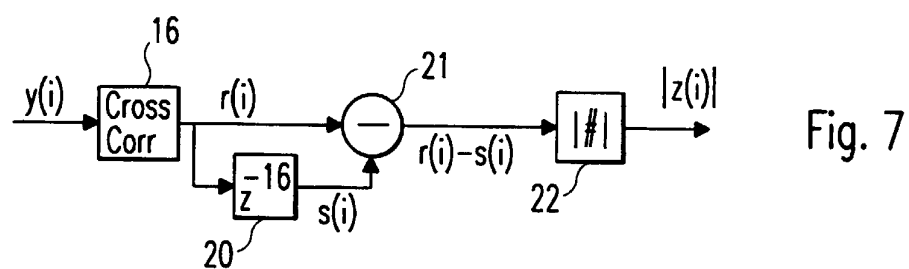 16
y(i)
Cross
Corr
r(i)
21
−
r(i)−s(i)
|#|
22
|z(i)|
z⁻¹⁶
20
s(i)
Fig. 7